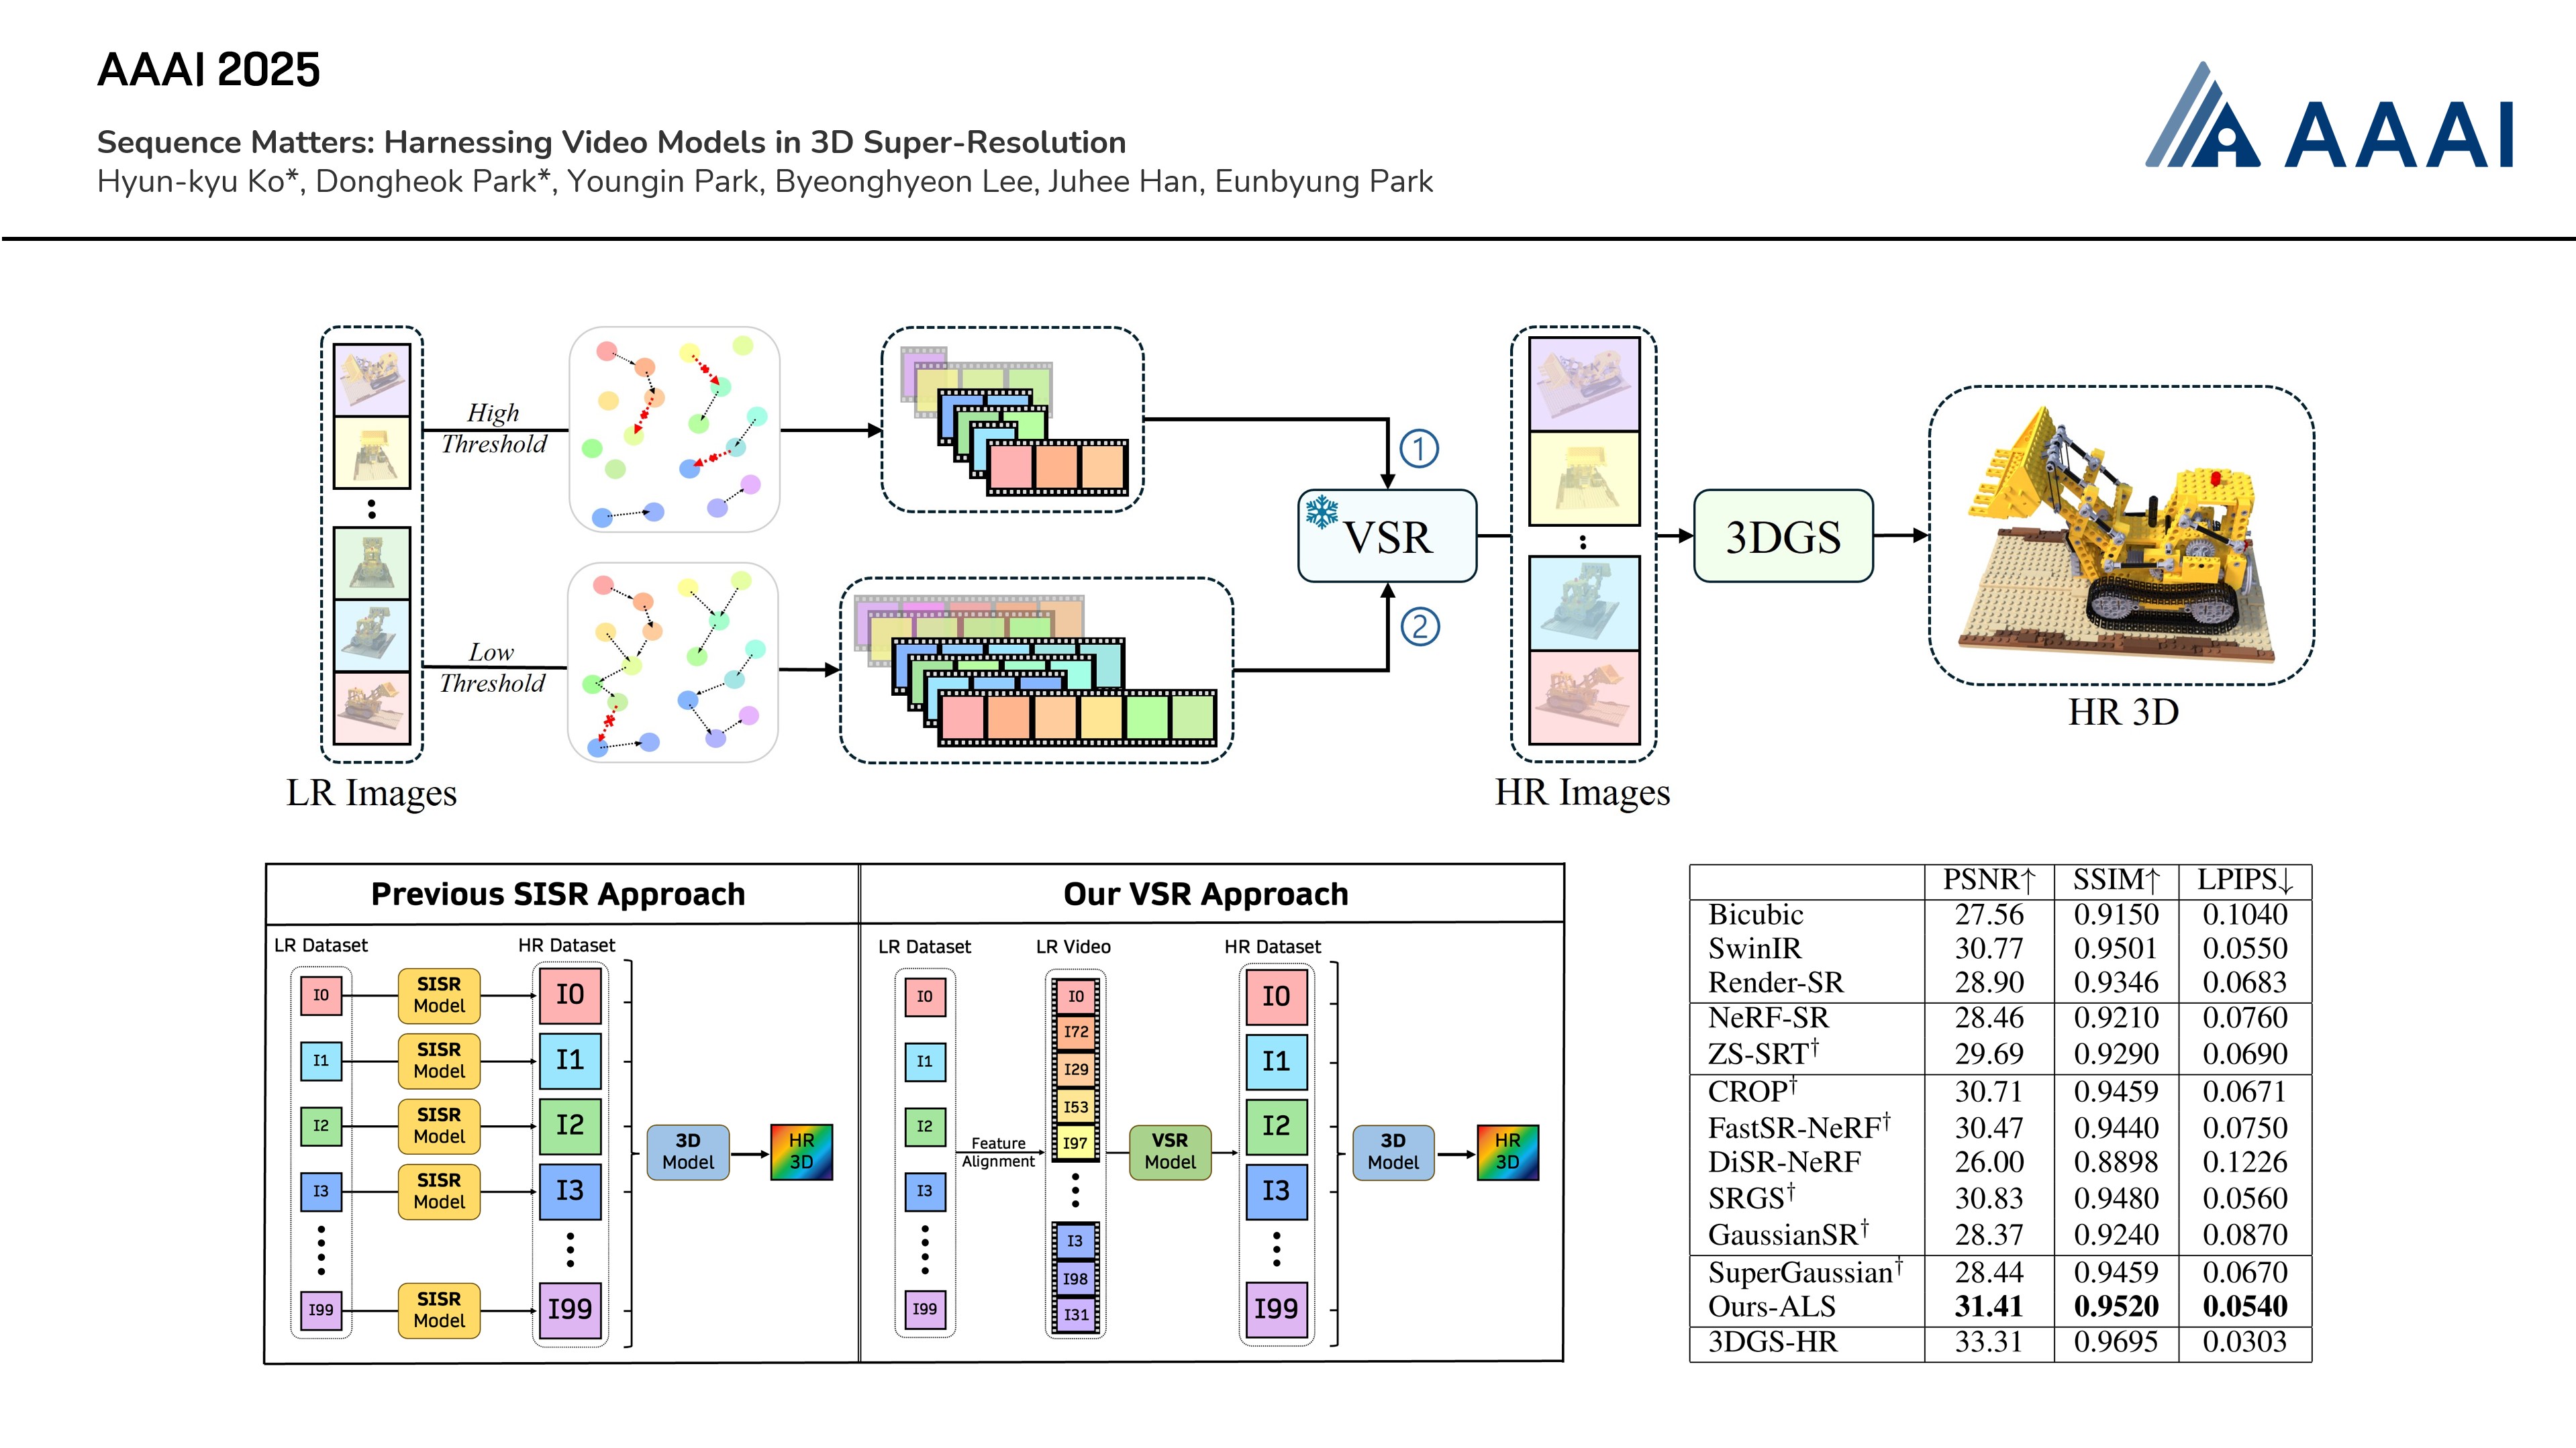 AAAI 2025
AAAI
Sequence Matters: Harnessing Video Models in 3D Super-Resolution
Hyun-kyu Ko*, Dongheok Park*, Youngin Park, Byeonghyeon Lee, Juhee Han, Eunbyung Park
High
Threshold
Low
Threshold
LR Images
①
VSR
②
HR Images
3DGS
HR 3D
Previous SISR Approach
LR Dataset
HR Dataset
I0
SISR
Model
I0
I1
SISR
Model
I1
I2
SISR
Model
I2
I3
SISR
Model
I3
I99
SISR
Model
I99
3D
Model
HR
3D
Our VSR Approach
LR Dataset
LR Video
HR Dataset
I0
I1
I2
I3
I99
Feature
Alignment
I0
I72
I29
I53
I97
I3
I98
I31
VSR
Model
I0
I1
I2
I3
I99
3D
Model
HR
3D
PSNR↑ SSIM↑ LPIPS↓
Bicubic 27.56 0.9150 0.1040
SwinIR 30.77 0.9501 0.0550
Render-SR 28.90 0.9346 0.0683
NeRF-SR 28.46 0.9210 0.0760
ZS-SRT† 29.69 0.9290 0.0690
CROP† 30.71 0.9459 0.0671
FastSR-NeRF† 30.47 0.9440 0.0750
DiSR-NeRF 26.00 0.8898 0.1226
SRGS† 30.83 0.9480 0.0560
GaussianSR† 28.37 0.9240 0.0870
SuperGaussian† 28.44 0.9459 0.0670
Ours-ALS 31.41 0.9520 0.0540
3DGS-HR 33.31 0.9695 0.0303